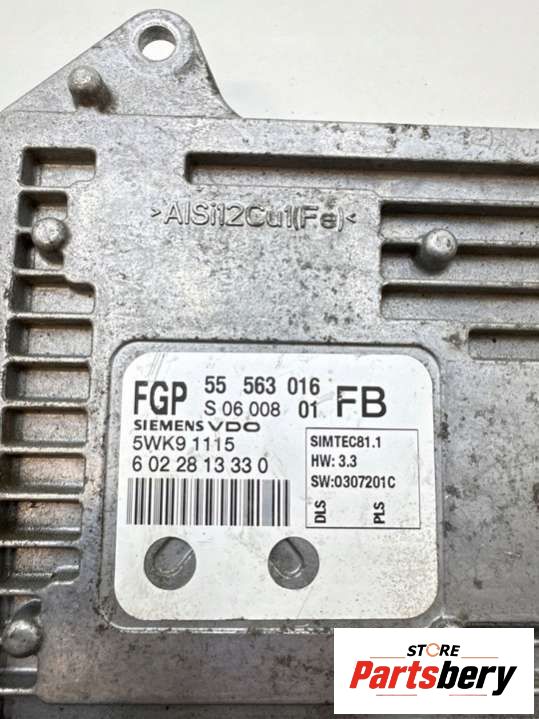 >AlSi12Cu1(Fe)<
FGP 55 563 016 FB
S 06 008 01
SIEMENS VDO
5WK9 1115
6 02 28 13 33 0
SIMTEC81.1
HW: 3.3
SW:0307201C
DLS
PLS
STORE
Partsbery